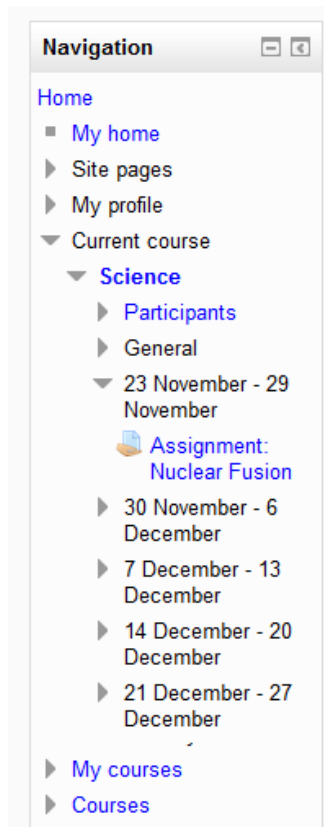 Navigation
Home
My home
Site pages
My profile
Current course
Science
Participants
General
23 November - 29
November
Assignment:
Nuclear Fusion
30 November - 6
December
7 December - 13
December
14 December - 20
December
21 December - 27
December
My courses
Courses